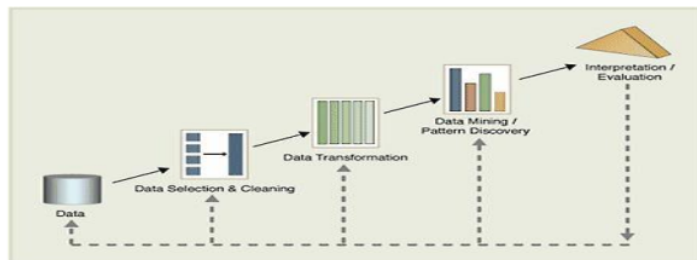 Data
Data Selection & Cleaning
Data Transformation
Data Mining /
Pattern Discovery
Interpretation /
Evaluation